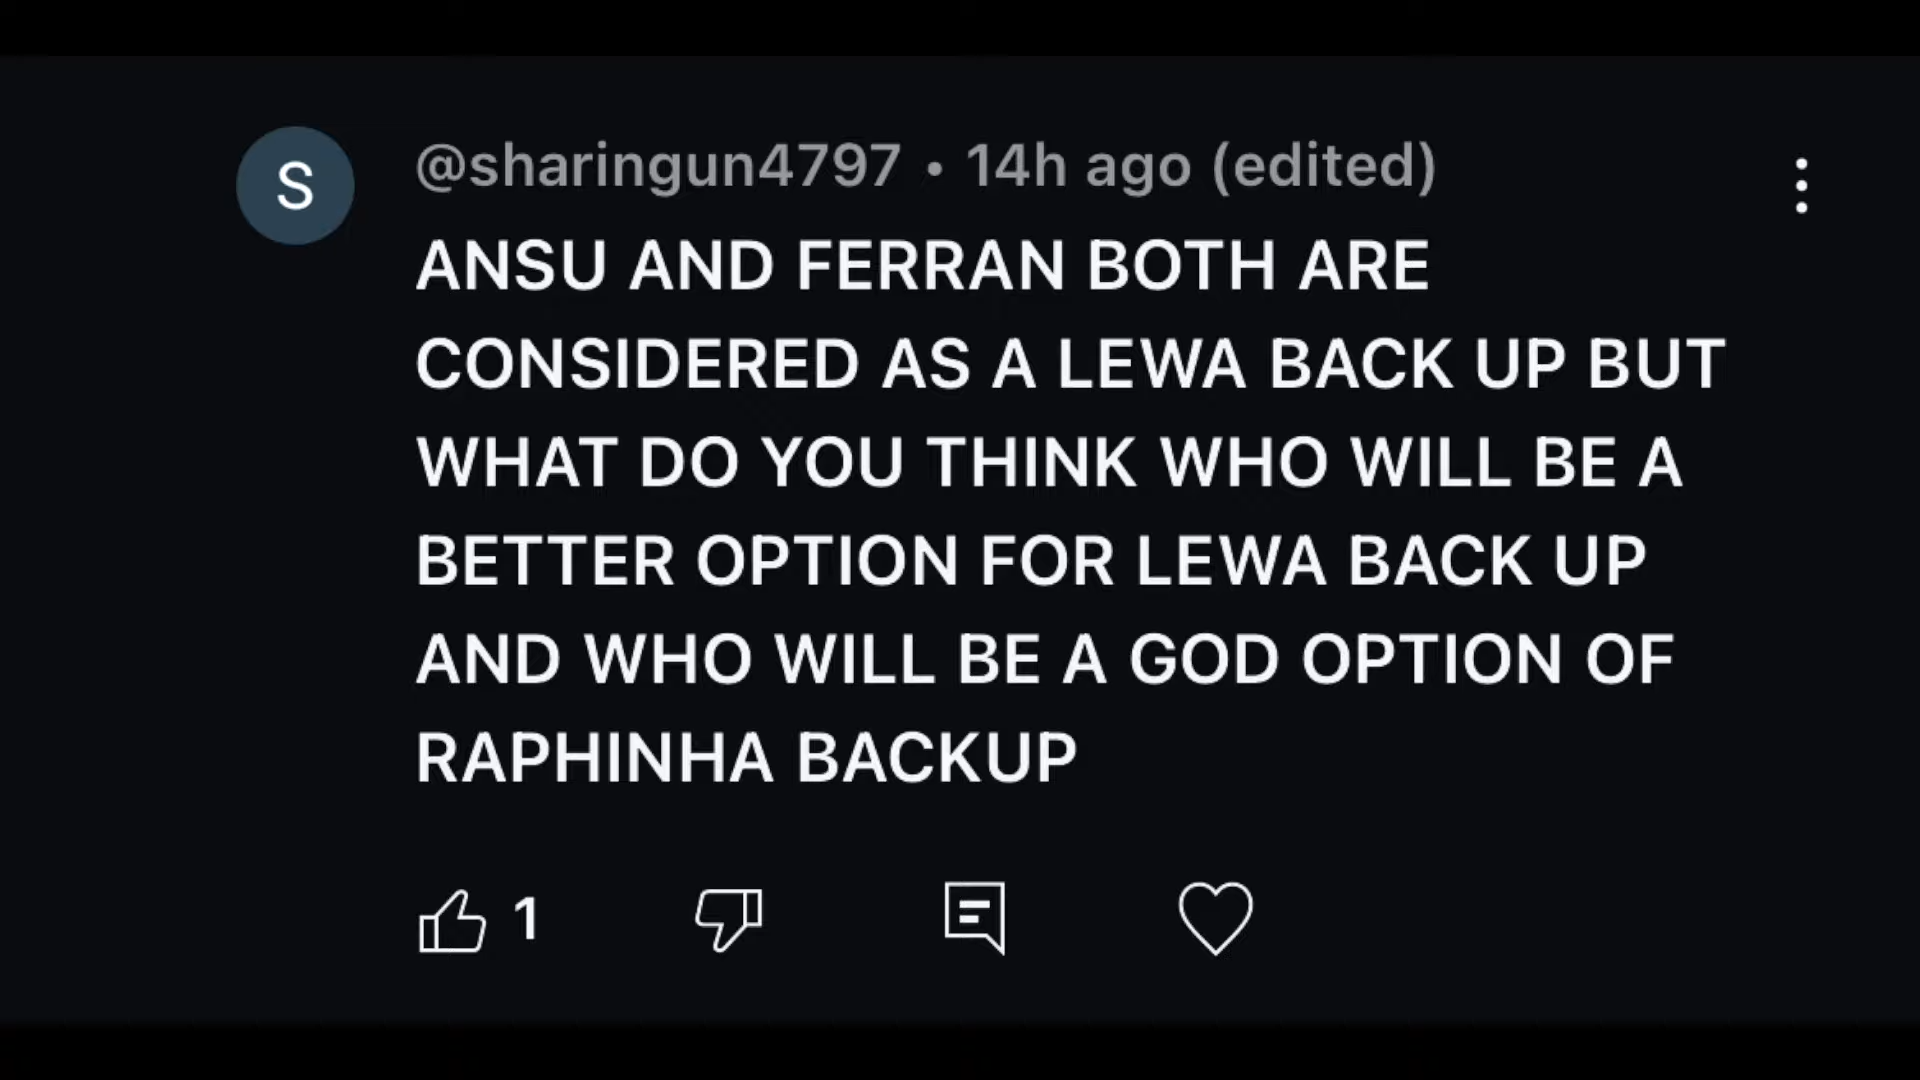 S
@sharingun4797 • 14h ago (edited)
ANSU AND FERRAN BOTH ARE
CONSIDERED AS A LEWA BACK UP BUT
WHAT DO YOU THINK WHO WILL BE A
BETTER OPTION FOR LEWA BACK UP
AND WHO WILL BE A GOD OPTION OF
RAPHINHA BACKUP
1